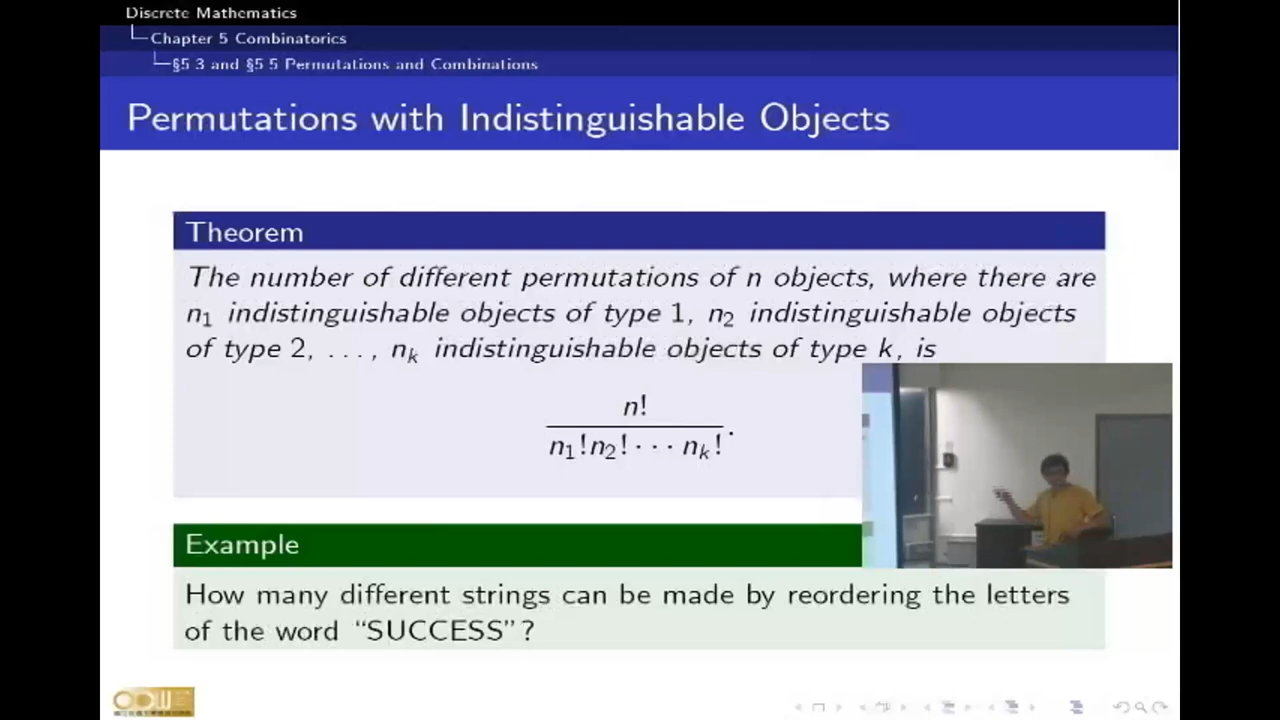 Discrete Mathematics
Chapter 5 Combinatorics
§5 3 and §5 5 Permutations and Combinations
Permutations with Indistinguishable Objects
Theorem
The number of different permutations of n objects, where there are
n₁ indistinguishable objects of type 1, n₂ indistinguishable objects
of type 2, . . . , nₖ indistinguishable objects of type k, is
n!
n₁!n₂! · · · nₖ!.
Example
How many different strings can be made by reordering the letters
of the word “SUCCESS”?